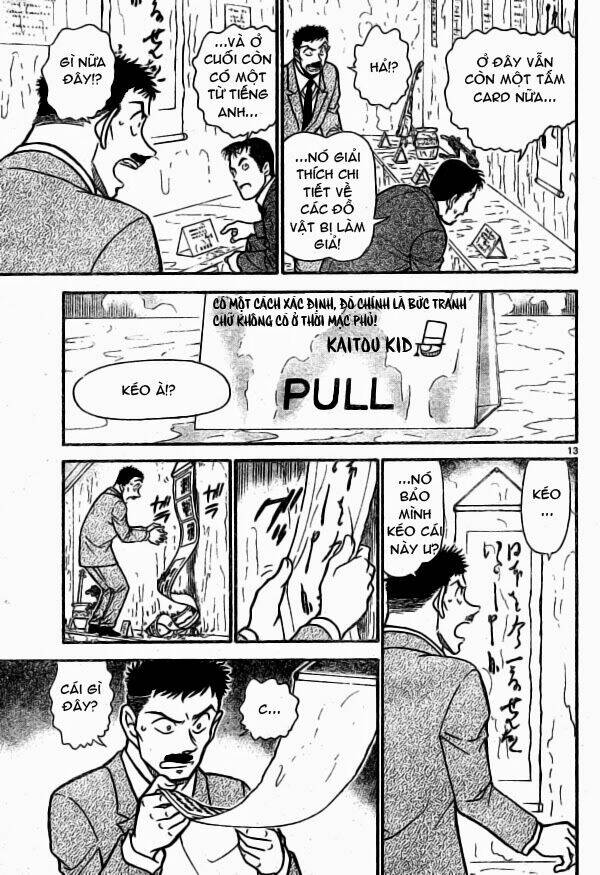 Ở ĐÂY VẪN
CÒN MỘT TẤM
CARD NỮA...
HẢ!?
...NÓ GIẢI
THÍCH CHI
TIẾT VỀ
CÁC ĐỒ
VẬT BỊ LÀM
GIẢ!
...VÀ Ở
CUỐI CÒN
CÓ MỘT
TỪ TIẾNG
ANH...
GÌ NỮA
ĐÂY!?
CÓ MỘT CÁCH XÁC ĐỊNH, ĐÓ CHÍNH LÀ BỨC TRANH
CHỮ KHÔNG CÓ Ở THỜI MẠC PHỦ!
KAITOU KID
PULL
KÉO À!?
13
KÉO
...
...NÓ
BẢO
MÌNH
KÉO CÁI
NÀY Ư?
C...
CÁI GÌ
ĐÂY?